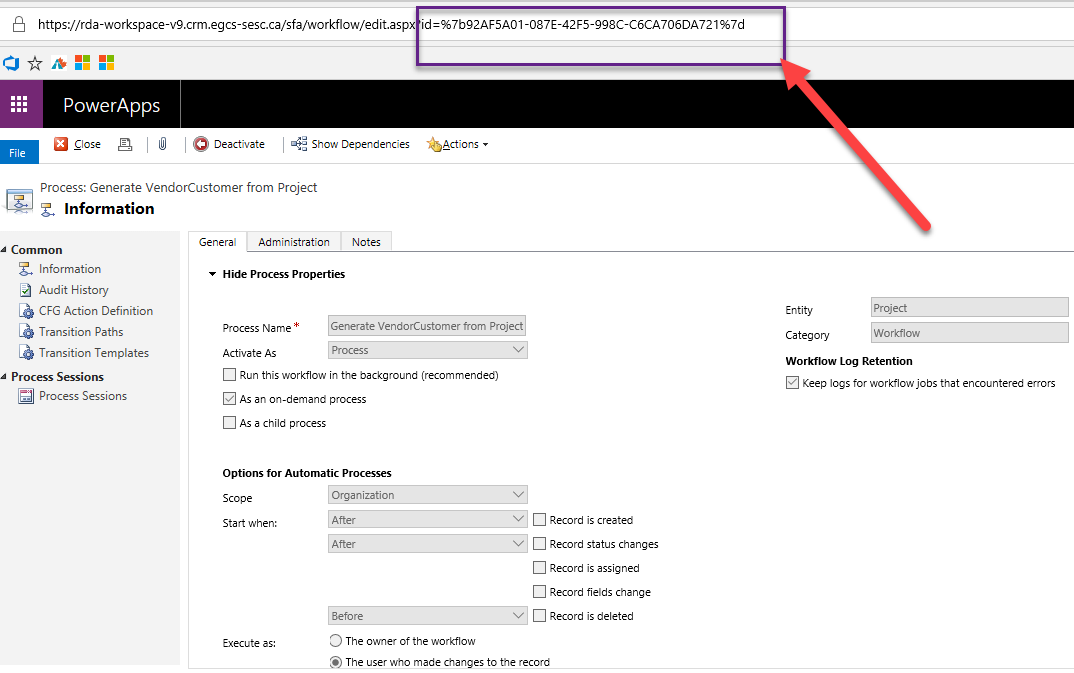 https://rda-workspace-v9.crm.egcs-sesc.ca/sfa/workflow/edit.aspx?id=%7b92AF5A01-087E-42F5-998C-C6CA706DA721%7d
PowerApps
File
Close
Deactivate
Show Dependencies
Actions
Process: Generate VendorCustomer from Project
Information
Common
Information
Audit History
CFG Action Definition
Transition Paths
Transition Templates
Process Sessions
Process Sessions
General
Administration
Notes
Hide Process Properties
Process Name*
Generate VendorCustomer from Project
Activate As
Process
Run this workflow in the background (recommended)
As an on-demand process
As a child process
Entity
Project
Category
Workflow
Workflow Log Retention
Keep logs for workflow jobs that encountered errors
Options for Automatic Processes
Scope
Organization
Start when:
After
Record is created
After
Record status changes
Record is assigned
Record fields change
Before
Record is deleted
Execute as:
The owner of the workflow
The user who made changes to the record